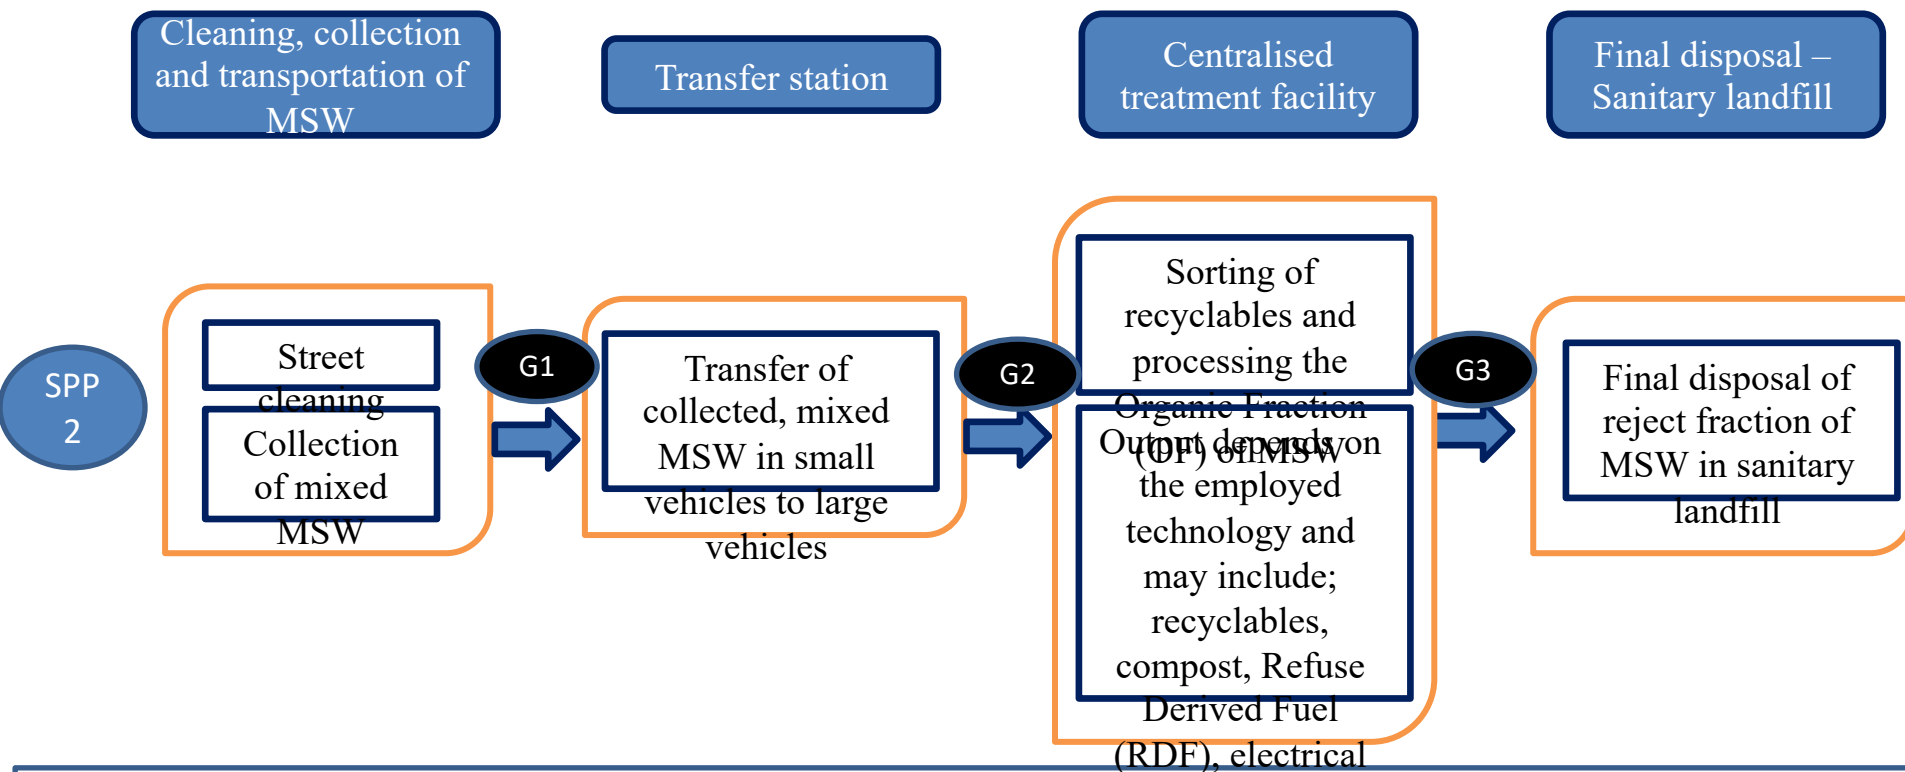 Cleaning, collection
and transportation of
MSW
Transfer station
Centralised
treatment facility
Final disposal –
Sanitary landfill
SPP
2
Street
cleaning
Collection
of mixed
MSW
G1
Transfer of
collected, mixed
MSW in small
vehicles to large
vehicles
G2
Sorting of
recyclables and
processing the
Organic Fraction
(OF) of MSW
Output depends on
the employed
technology and
may include;
recyclables,
compost, Refuse
Derived Fuel
(RDF), electrical
G3
Final disposal of
reject fraction of
MSW in sanitary
landfill